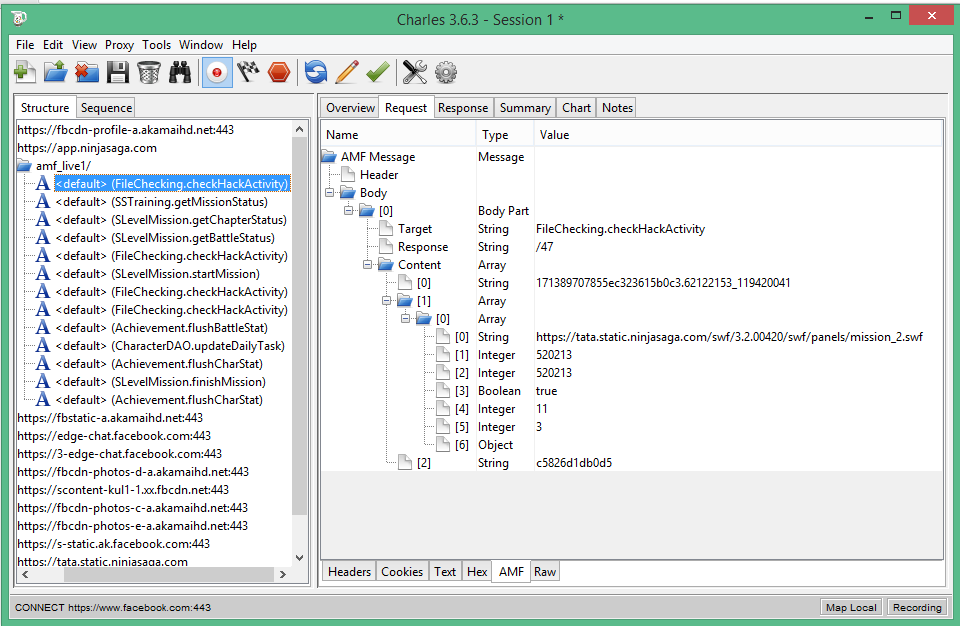 Charles 3.6.3 - Session 1 *
File Edit View Proxy Tools Window Help
Structure Sequence
https://fbcdn-profile-a.akamaihd.net:443
https://app.ninjasaga.com
amf_live1/
A <default> (FileChecking.checkHackActivity)
A <default> (SSTraining.getMissionStatus)
A <default> (SLevelMission.getChapterStatus)
A <default> (SLevelMission.getBattleStatus)
A <default> (FileChecking.checkHackActivity)
A <default> (SLevelMission.startMission)
A <default> (FileChecking.checkHackActivity)
A <default> (FileChecking.checkHackActivity)
A <default> (Achievement.flushBattleStat)
A <default> (CharacterDAO.updateDailyTask)
A <default> (Achievement.flushCharStat)
A <default> (SLevelMission.finishMission)
A <default> (Achievement.flushCharStat)
https://fbstatic-a.akamaihd.net:443
https://edge-chat.facebook.com:443
https://3-edge-chat.facebook.com:443
https://fbcdn-photos-d-a.akamaihd.net:443
https://scontent-kul1-1.xx.fbcdn.net:443
https://fbcdn-photos-c-a.akamaihd.net:443
https://fbcdn-photos-e-a.akamaihd.net:443
https://s-static.ak.facebook.com:443
https://tata.static.ninjasaga.com
Overview Request Response Summary Chart Notes
Name Type Value
AMF Message Message
Header
Body
[0] Body Part
Target String FileChecking.checkHackActivity
Response String /47
Content Array
[0] String 171389707855ec323615b0c3.62122153_119420041
[1] Array
[0] Array
[0] String https://tata.static.ninjasaga.com/swf/3.2.00420/swf/panels/mission_2.swf
[1] Integer 520213
[2] Integer 520213
[3] Boolean true
[4] Integer 11
[5] Integer 3
[6] Object
[2] String c5826d1db0d5
Headers Cookies Text Hex AMF Raw
CONNECT https://www.facebook.com:443 Map Local Recording